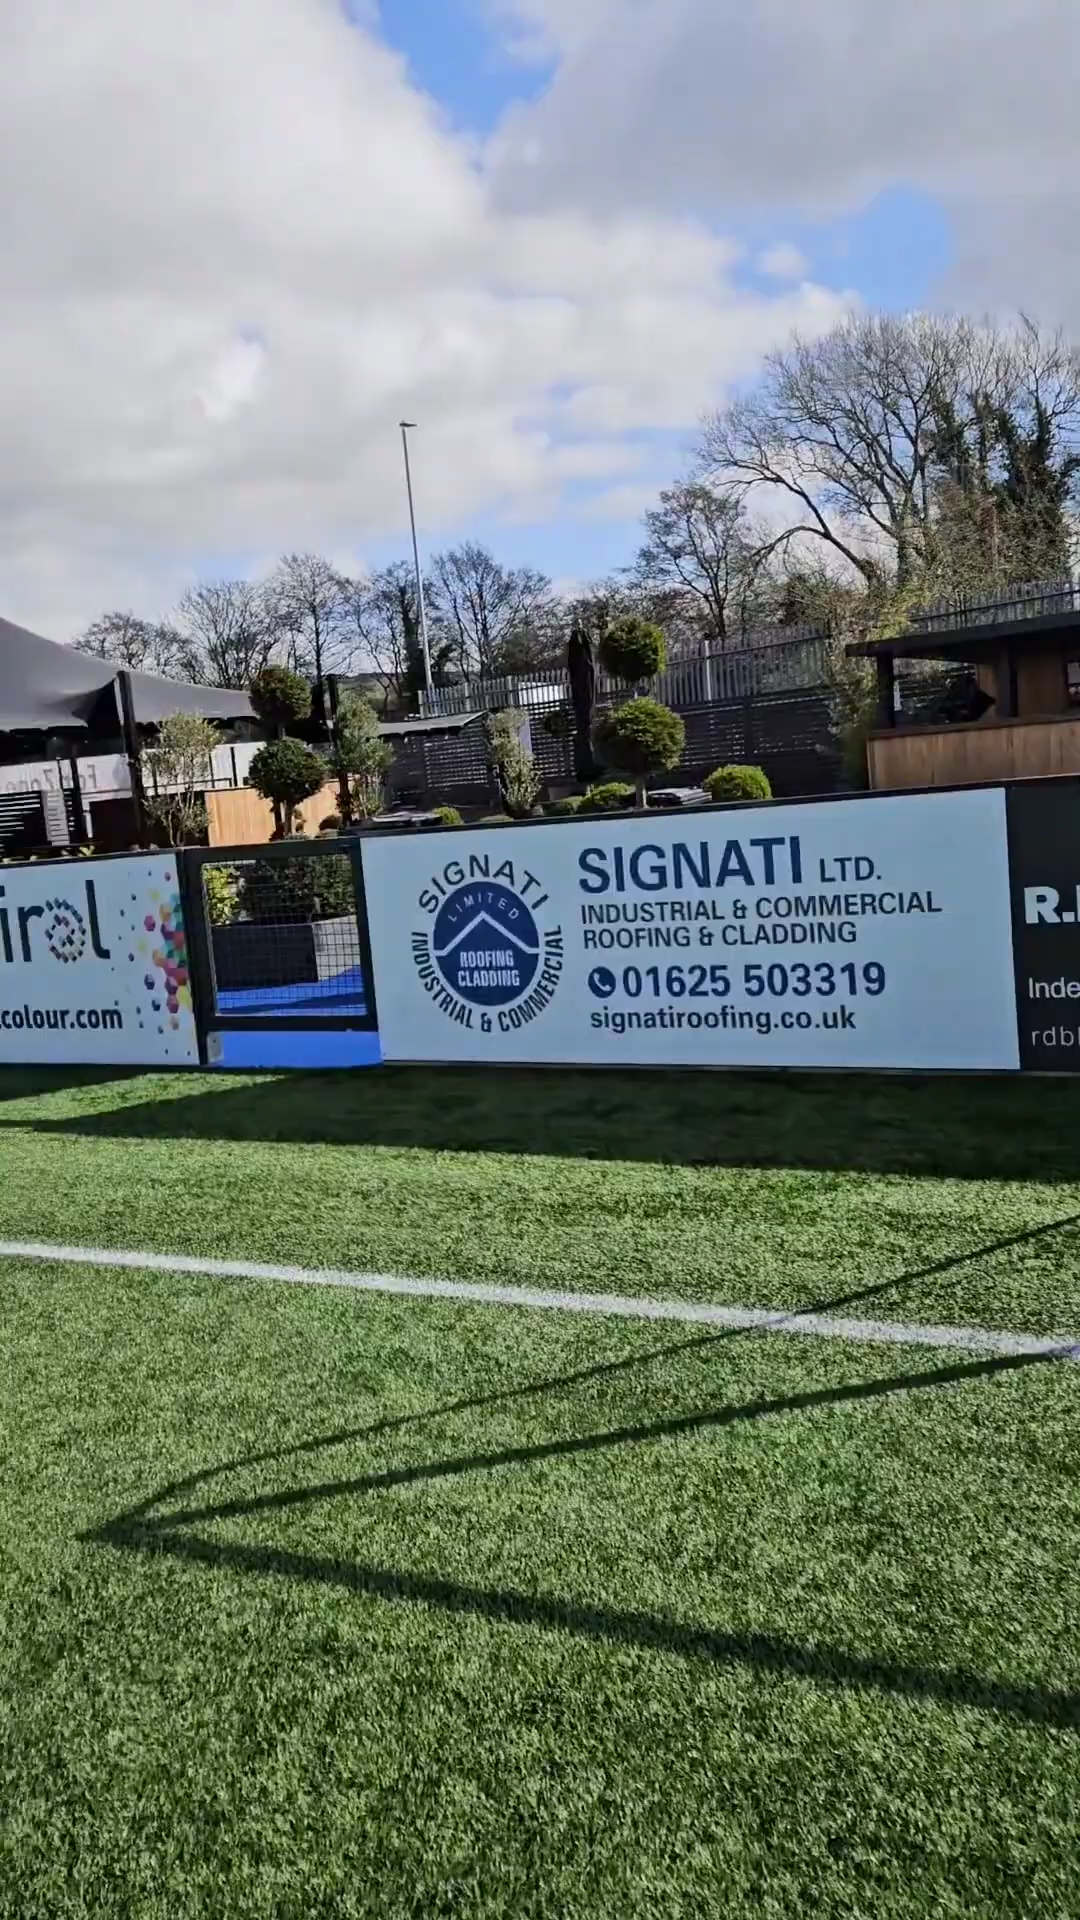 irol
colour.com
SIGNATI
LIMITED
ROOFING
CLADDING
INDUSTRIAL & COMMERCIAL
SIGNATI LTD.
INDUSTRIAL & COMMERCIAL
ROOFING & CLADDING
01625 503319
signatiroofing.co.uk
R.
Inde
rdb